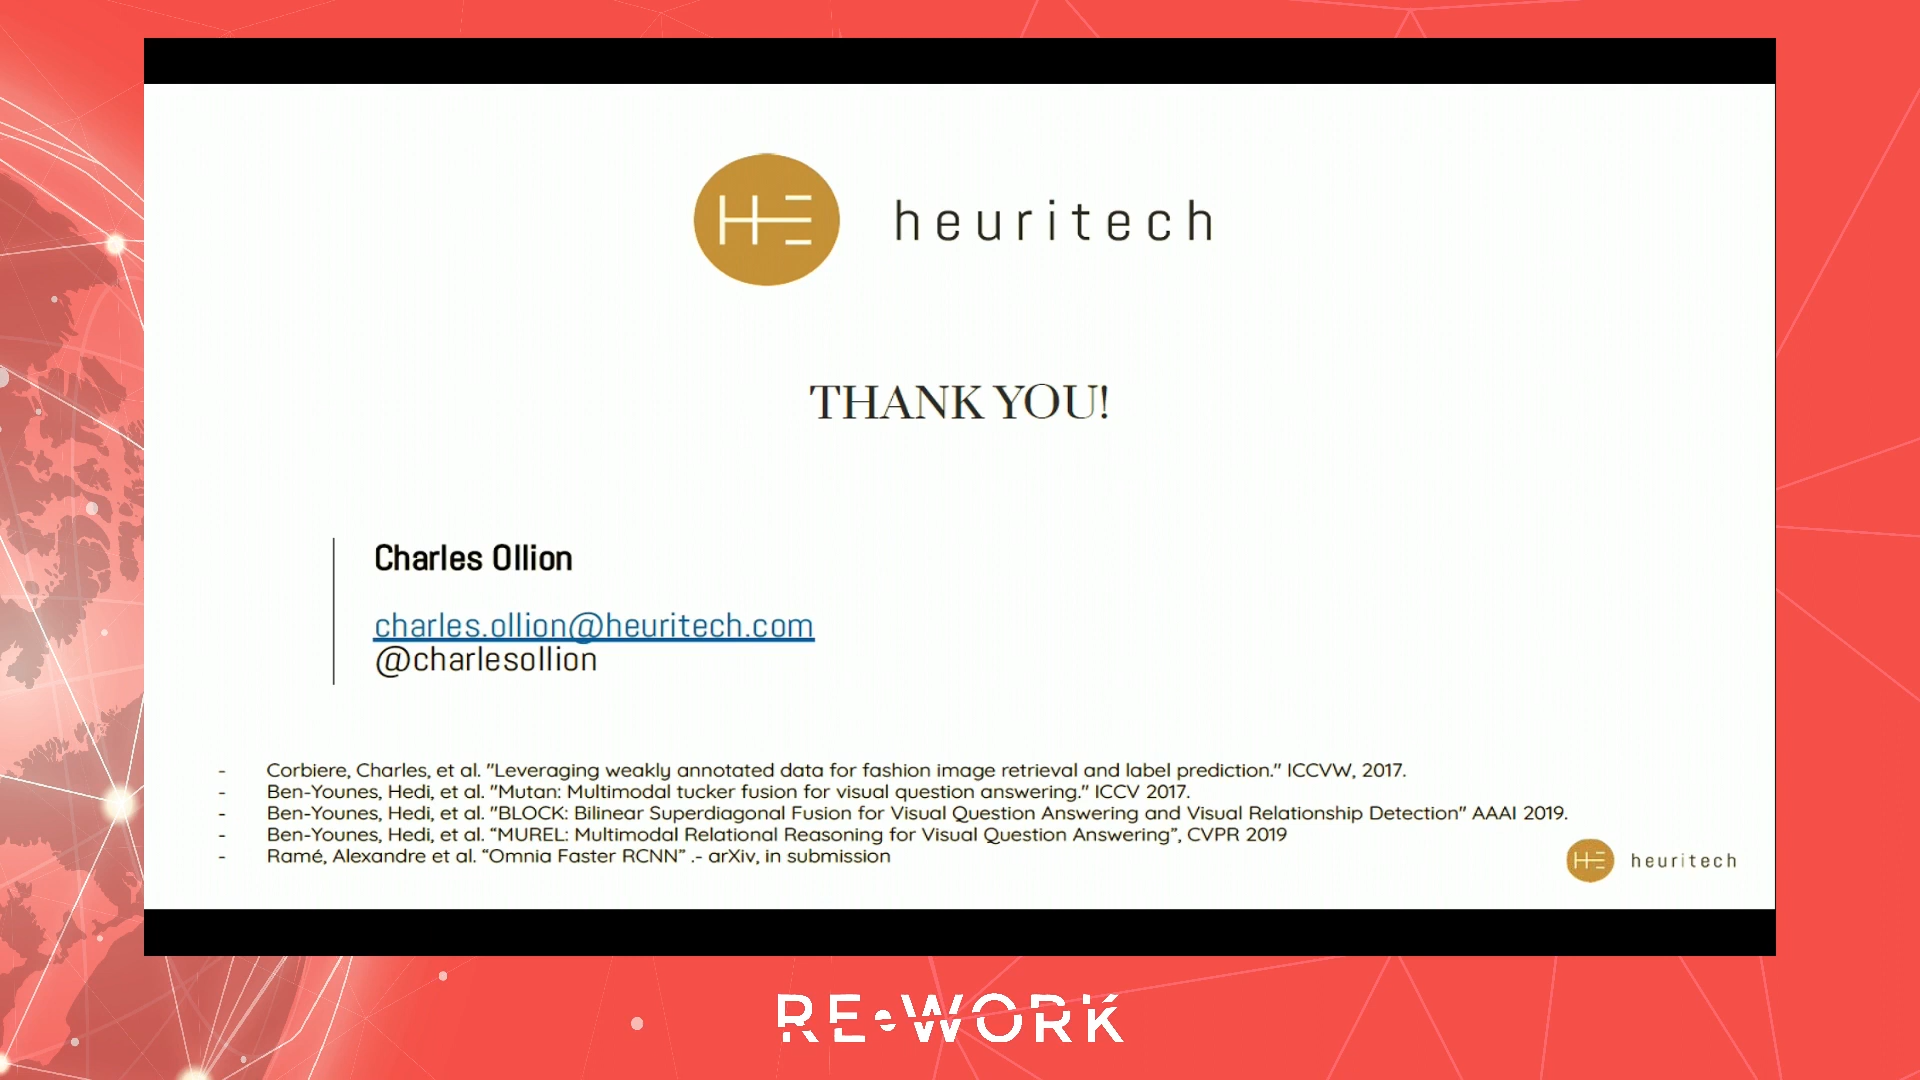 HE heuritech
THANK YOU!
Charles Ollion
charles.ollion@heuritech.com
@charlesollion
- Corbiere, Charles, et al. "Leveraging weakly annotated data for fashion image retrieval and label prediction." ICCVW, 2017.
- Ben-Younes, Hedi, et al. "Mutan: Multimodal tucker fusion for visual question answering." ICCV 2017.
- Ben-Younes, Hedi, et al. "BLOCK: Bilinear Superdiagonal Fusion for Visual Question Answering and Visual Relationship Detection" AAAI 2019.
- Ben-Younes, Hedi, et al. “MUREL: Multimodal Relational Reasoning for Visual Question Answering”, CVPR 2019
- Ramé, Alexandre et al. “Omnia Faster RCNN” .- arXiv, in submission
HE heuritech
RE•WORK